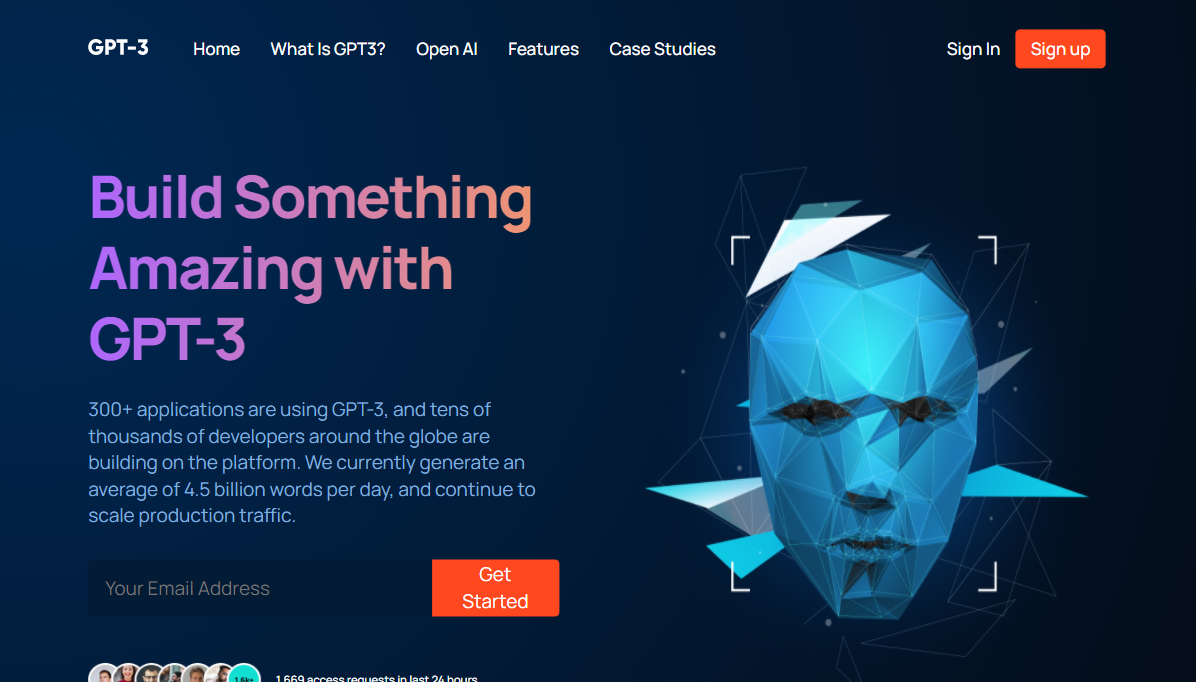 GPT-3
Home
What Is GPT3?
Open AI
Features
Case Studies
Sign In
Sign up
Build Something
Amazing with
GPT-3
300+ applications are using GPT-3, and tens of
thousands of developers around the globe are
building on the platform. We currently generate an
average of 4.5 billion words per day, and continue to
scale production traffic.
Your Email Address
Get
Started
1,669 access requests in last 24 hours